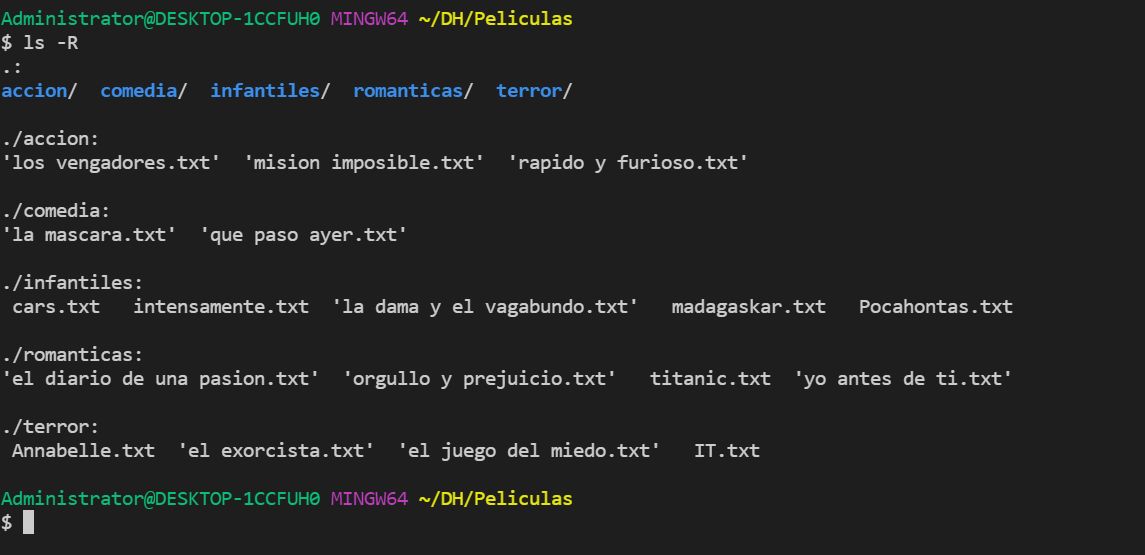 Administrator@DESKTOP-1CCFUH0 MINGW64 ~/DH/Peliculas
$ ls -R
.:
accion/  comedia/  infantiles/  romanticas/  terror/

./accion:
'los vengadores.txt'  'mision imposible.txt'  'rapido y furioso.txt'

./comedia:
'la mascara.txt'  'que paso ayer.txt'

./infantiles:
 cars.txt   intensamente.txt  'la dama y el vagabundo.txt'   madagaskar.txt   Pocahontas.txt

./romanticas:
'el diario de una pasion.txt'  'orgullo y prejuicio.txt'   titanic.txt  'yo antes de ti.txt'

./terror:
 Annabelle.txt  'el exorcista.txt'  'el juego del miedo.txt'   IT.txt

Administrator@DESKTOP-1CCFUH0 MINGW64 ~/DH/Peliculas
$